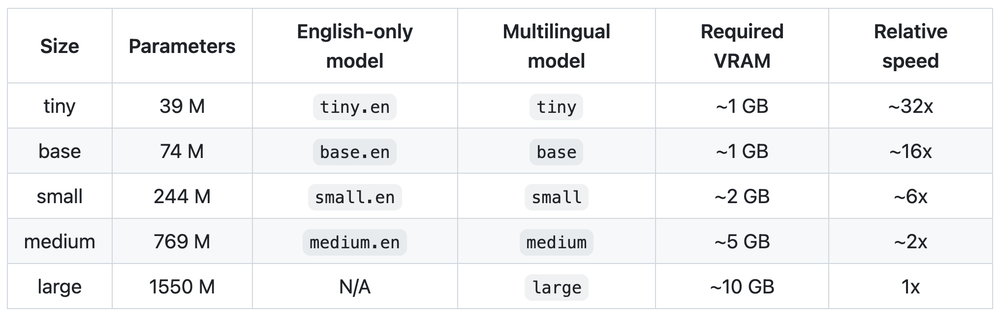 Size Parameters English-only model Multilingual model Required VRAM Relative speed
tiny 39 M tiny.en tiny ~1 GB ~32x
base 74 M base.en base ~1 GB ~16x
small 244 M small.en small ~2 GB ~6x
medium 769 M medium.en medium ~5 GB ~2x
large 1550 M N/A large ~10 GB 1x